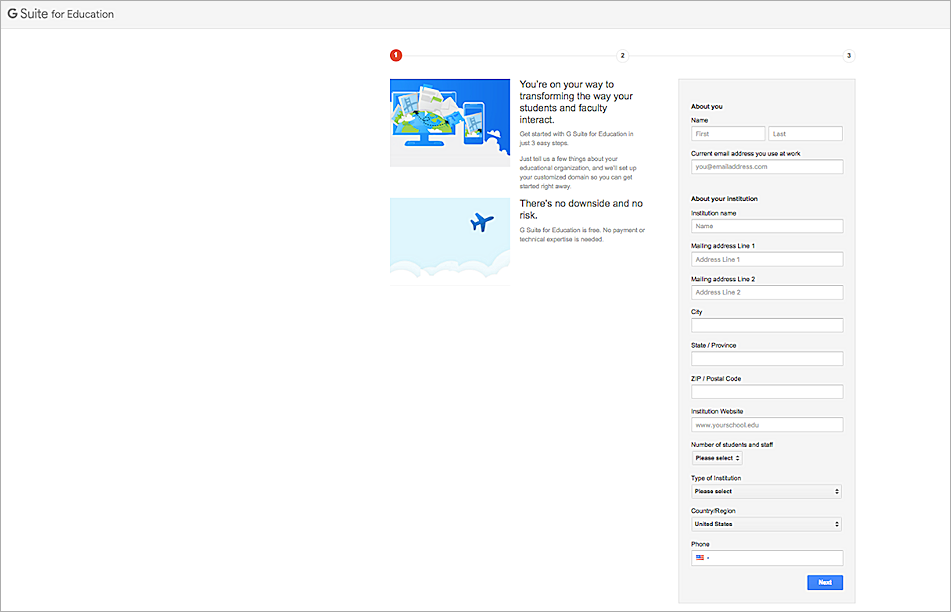 G Suite for Education
1
2
3
You're on your way to
transforming the way your
students and faculty
interact.
Get started with G Suite for Education in
just 3 easy steps.
Just tell us a few things about your
educational organization, and we'll set up
your customized domain so you can get
started right away.
There's no downside and no
risk.
G Suite for Education is free. No payment or
technical expertise is needed.
About you
Name
First Last
Current email address you use at work
you@emailaddress.com
About your institution
Institution name
Name
Mailing address Line 1
Address Line 1
Mailing address Line 2
Address Line 2
City
State / Province
ZIP / Postal Code
Institution Website
www.yourschool.edu
Number of students and staff
Please select
Type of Institution
Please select
Country/Region
United States
Phone
Next